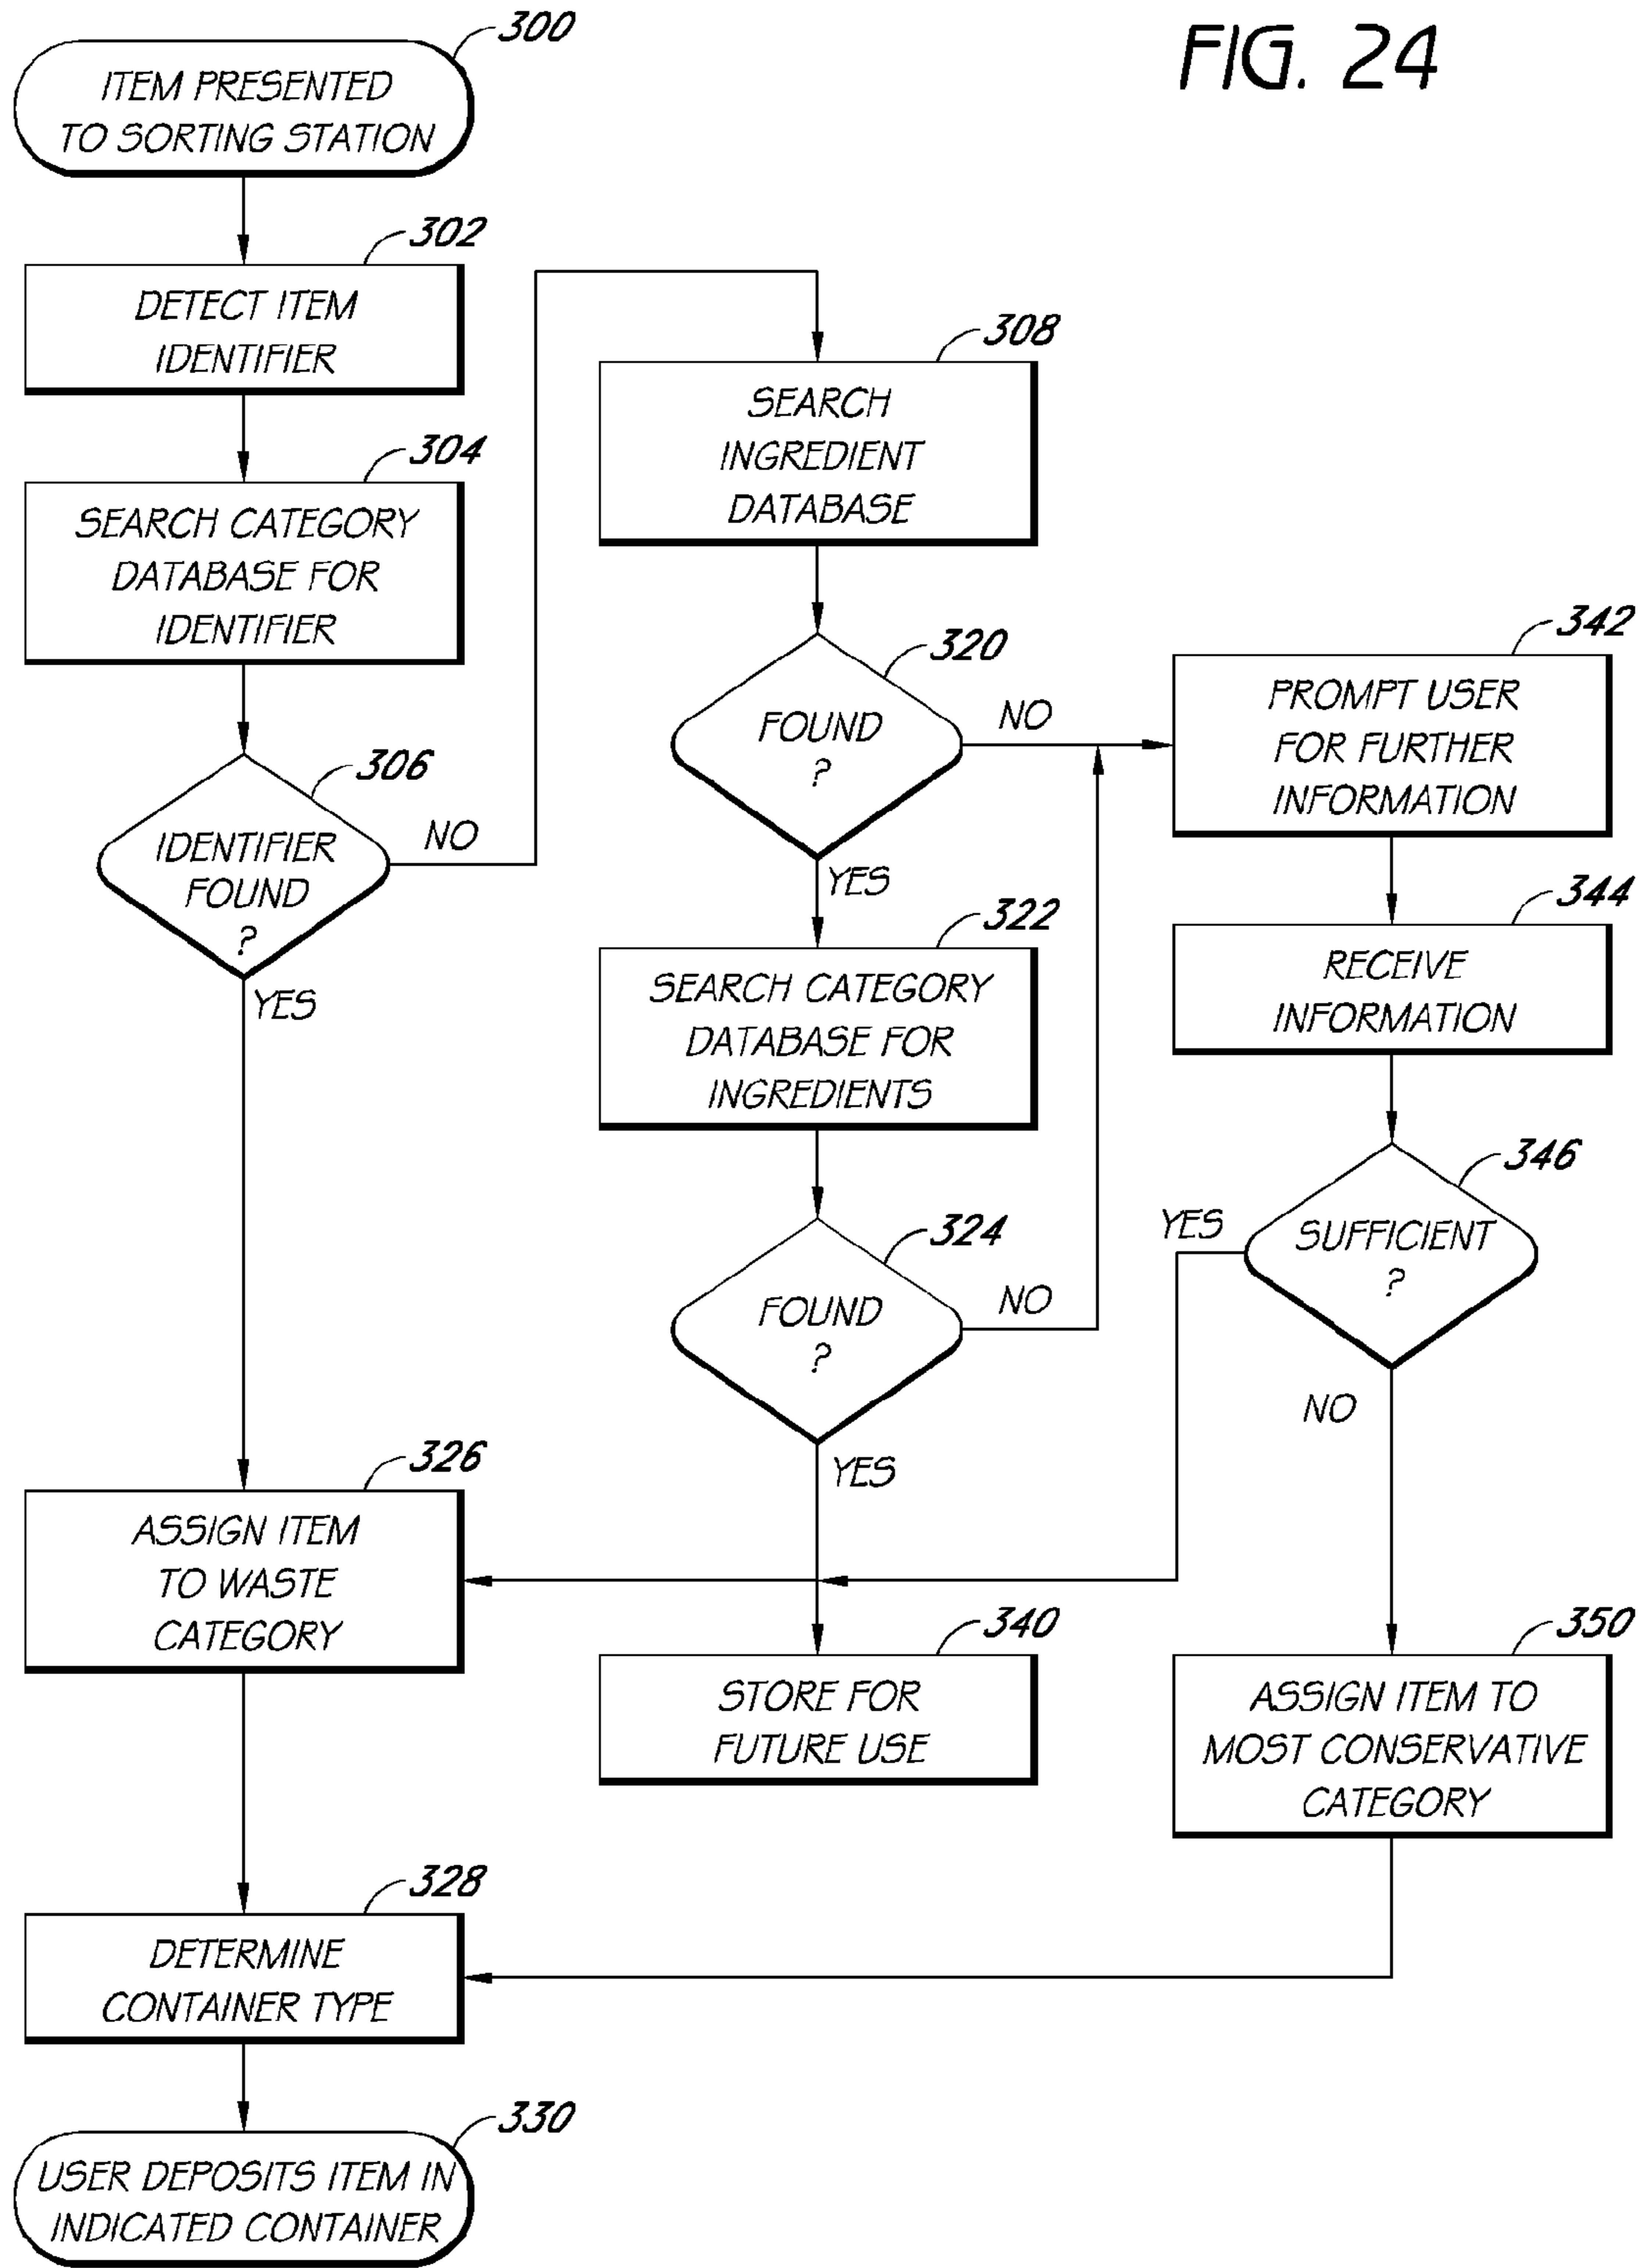 FIG. 24
300
ITEM PRESENTED
TO SORTING STATION
302
DETECT ITEM
IDENTIFIER
304
SEARCH CATEGORY
DATABASE FOR
IDENTIFIER
306
IDENTIFIER
FOUND
?
NO
YES
308
SEARCH
INGREDIENT
DATABASE
320
FOUND
?
NO
YES
322
SEARCH CATEGORY
DATABASE FOR
INGREDIENTS
324
FOUND
?
NO
YES
342
PROMPT USER
FOR FURTHER
INFORMATION
344
RECEIVE
INFORMATION
346
SUFFICIENT
?
YES
NO
326
ASSIGN ITEM
TO WASTE
CATEGORY
340
STORE FOR
FUTURE USE
350
ASSIGN ITEM TO
MOST CONSERVATIVE
CATEGORY
328
DETERMINE
CONTAINER TYPE
330
USER DEPOSITS ITEM IN
INDICATED CONTAINER